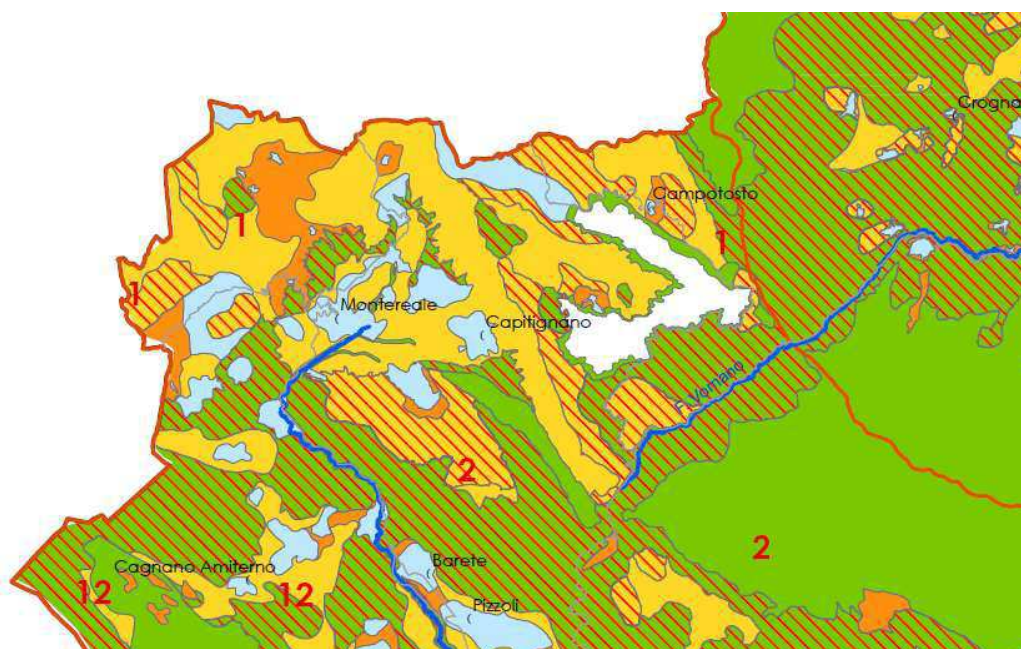 Crogna
Campotosto
1
1
1
Montereale
Capitignano
F. Vomano
2
2
Cagnano Amiterno
Barete
12
12
Pizzoli